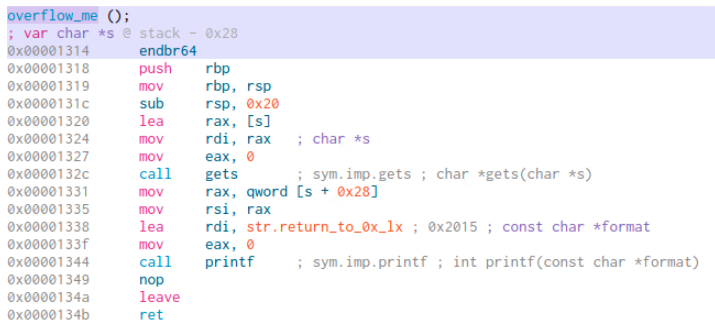 overflow_me ();
; var char *s @ stack - 0x28
0x00001314 endbr64
0x00001318 push rbp
0x00001319 mov rbp, rsp
0x0000131c sub rsp, 0x20
0x00001320 lea rax, [s]
0x00001324 mov rdi, rax ; char *s
0x00001327 mov eax, 0
0x0000132c call gets ; sym.imp.gets ; char *gets(char *s)
0x00001331 mov rax, qword [s + 0x28]
0x00001335 mov rsi, rax
0x00001338 lea rdi, str.return_to_0x_lx ; 0x2015 ; const char *format
0x0000133f mov eax, 0
0x00001344 call printf ; sym.imp.printf ; int printf(const char *format)
0x00001349 nop
0x0000134a leave
0x0000134b ret